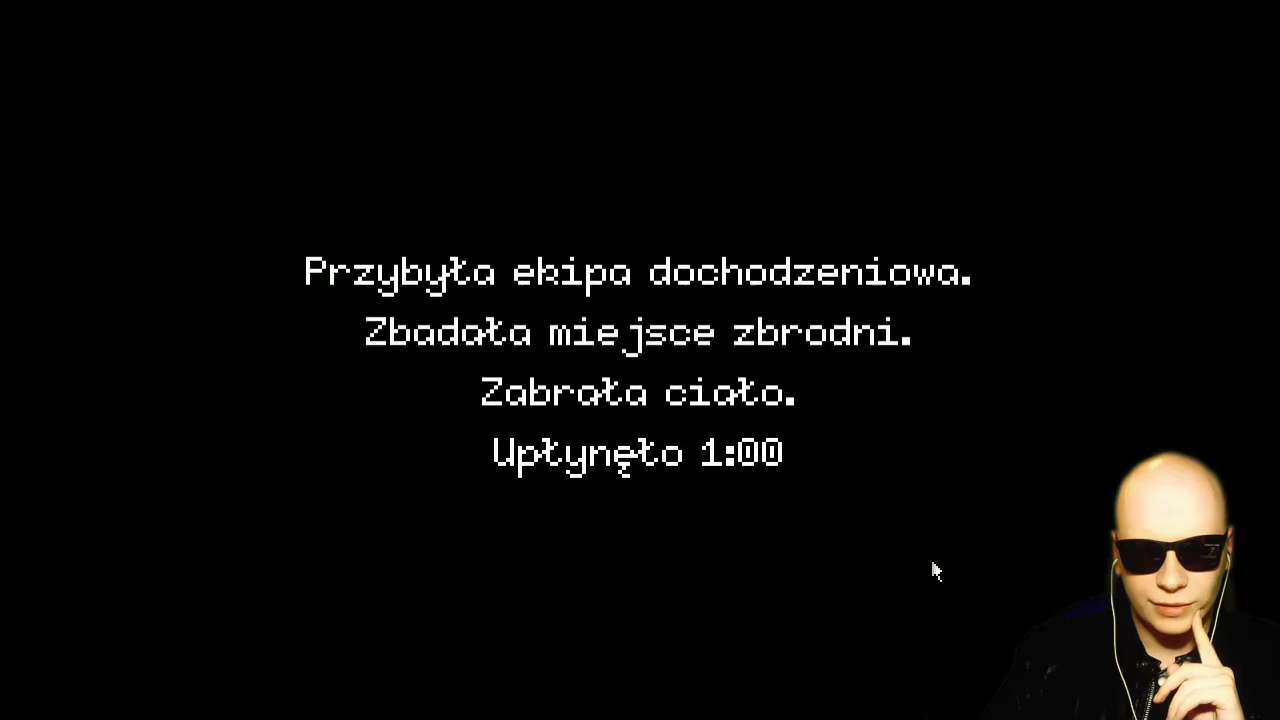 Przybyła ekipa dochodzeniowa.
Zbadała miejsce zbrodni.
Zabrała ciało.
Upłynęło 1:00